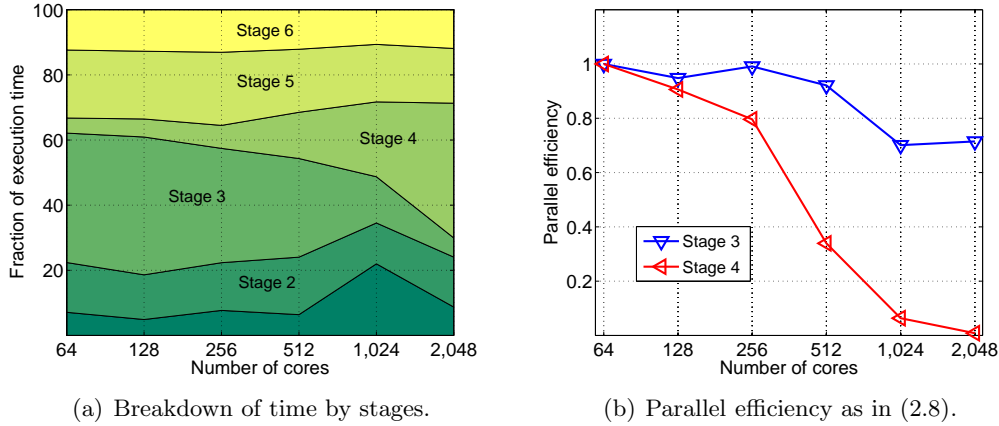 100
80
60
40
20
Fraction of execution time
Stage 6
Stage 5
Stage 4
Stage 3
Stage 2
64 128 256 512 1,024 2,048
Number of cores
(a) Breakdown of time by stages.
1
0.8
0.6
0.4
0.2
Parallel efficiency
Stage 3
Stage 4
64 128 256 512 1,024 2,048
Number of cores
(b) Parallel efficiency as in (2.8).